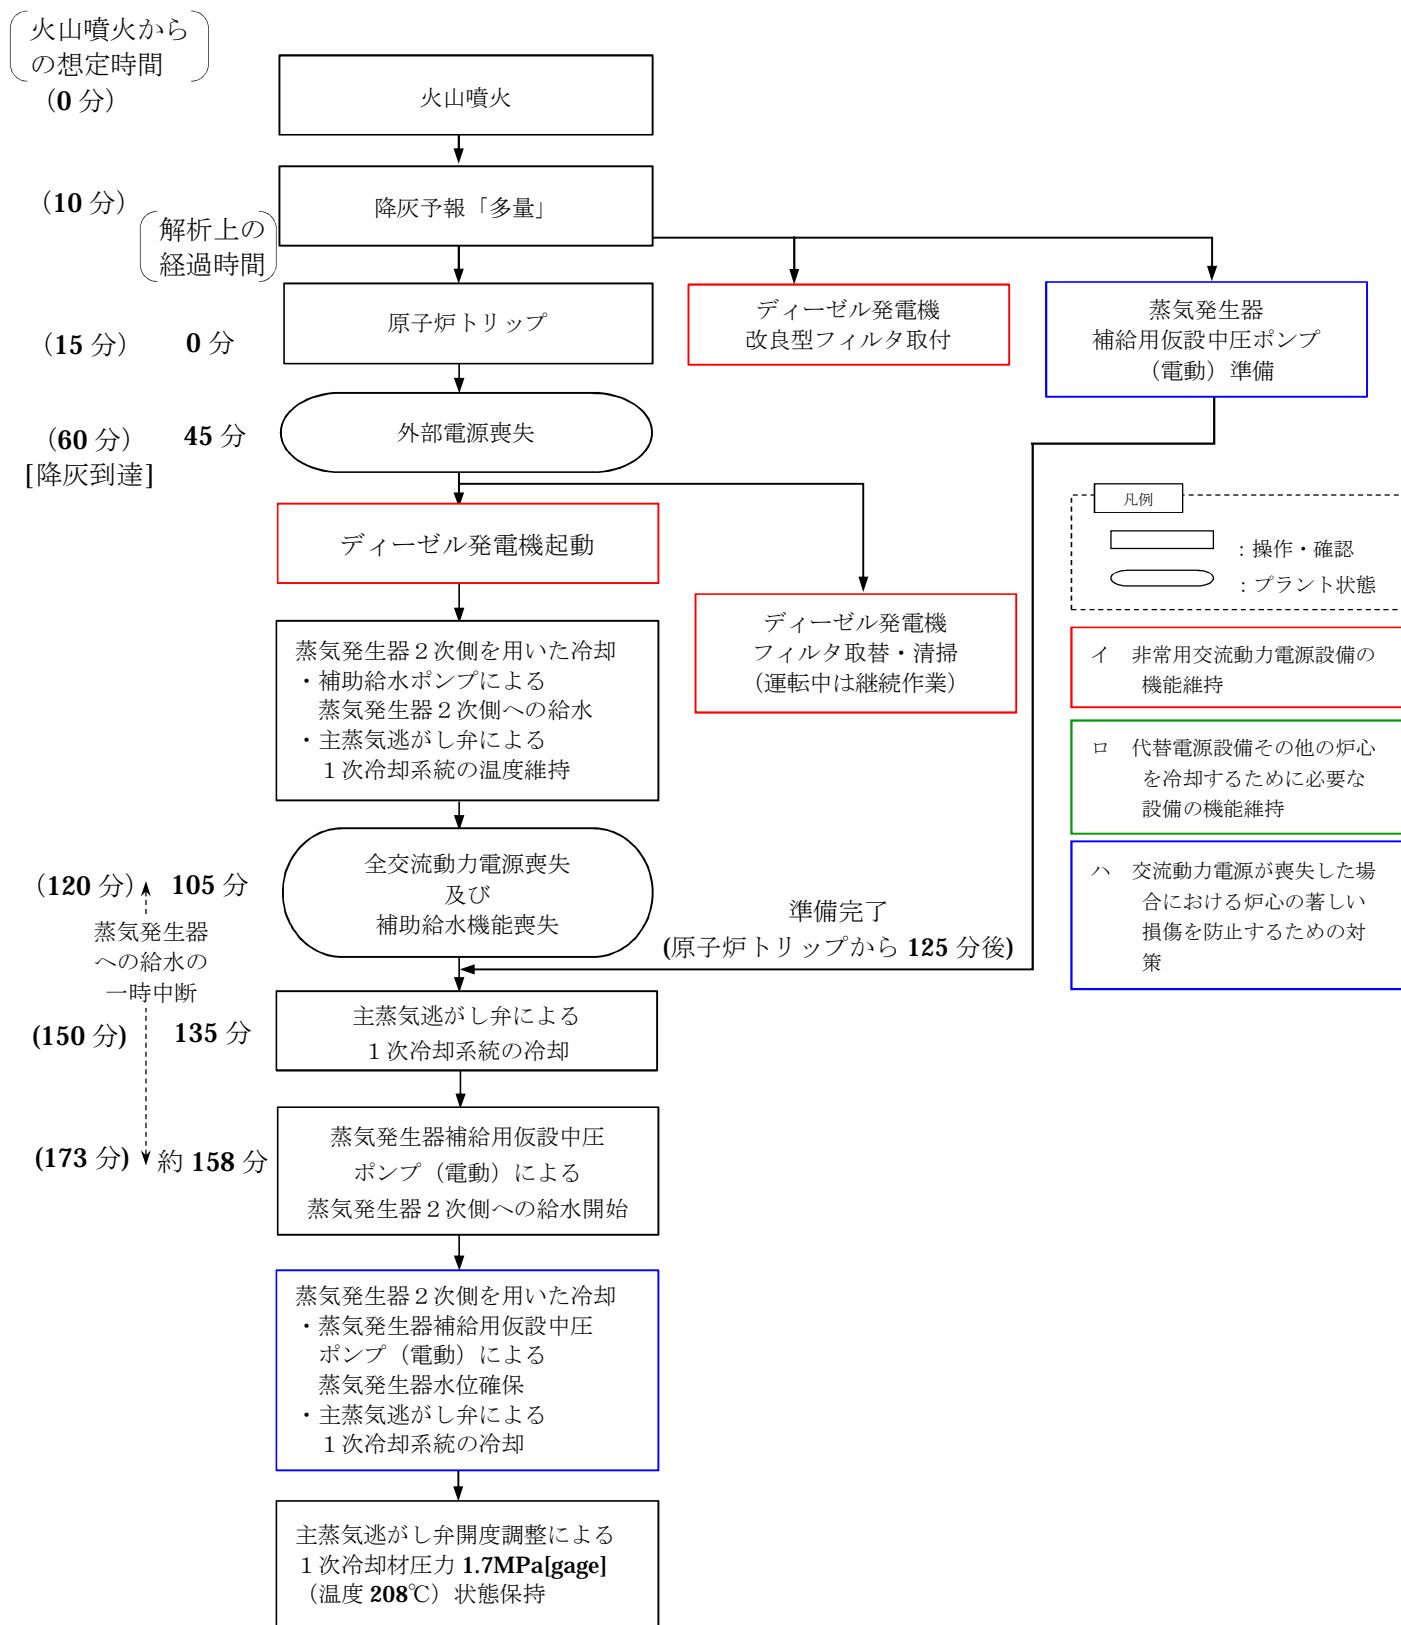 火山噴火から
の想定時間
（0 分）
火山噴火
（10 分）
降灰予報「多量」
解析上の
経過時間
（15 分） 0 分
原子炉トリップ
ディーゼル発電機
改良型フィルタ取付
蒸気発生器
補給用仮設中圧ポンプ
（電動）準備
（60 分） 45 分
[降灰到達]
外部電源喪失
ディーゼル発電機起動
ディーゼル発電機
フィルタ取替・清掃
（運転中は継続作業）
凡例
：操作・確認
：プラント状態
イ 非常用交流動力電源設備の
機能維持
ロ 代替電源設備その他の炉心
を冷却するために必要な
設備の機能維持
ハ 交流動力電源が喪失した場
合における炉心の著しい
損傷を防止するための対
策
蒸気発生器２次側を用いた冷却
・補助給水ポンプによる
蒸気発生器２次側への給水
・主蒸気逃がし弁による
１次冷却系統の温度維持
（120 分） 105 分
全交流動力電源喪失
及び
補助給水機能喪失
蒸気発生器
への給水の
一時中断
準備完了
(原子炉トリップから 125 分後)
(150 分) 135 分
主蒸気逃がし弁による
１次冷却系統の冷却
(173 分) 約 158 分
蒸気発生器補給用仮設中圧
ポンプ（電動）による
蒸気発生器２次側への給水開始
蒸気発生器２次側を用いた冷却
・蒸気発生器補給用仮設中圧
ポンプ（電動）による
蒸気発生器水位確保
・主蒸気逃がし弁による
１次冷却系統の冷却
主蒸気逃がし弁開度調整による
１次冷却材圧力 1.7MPa[gage]
（温度 208℃）状態保持